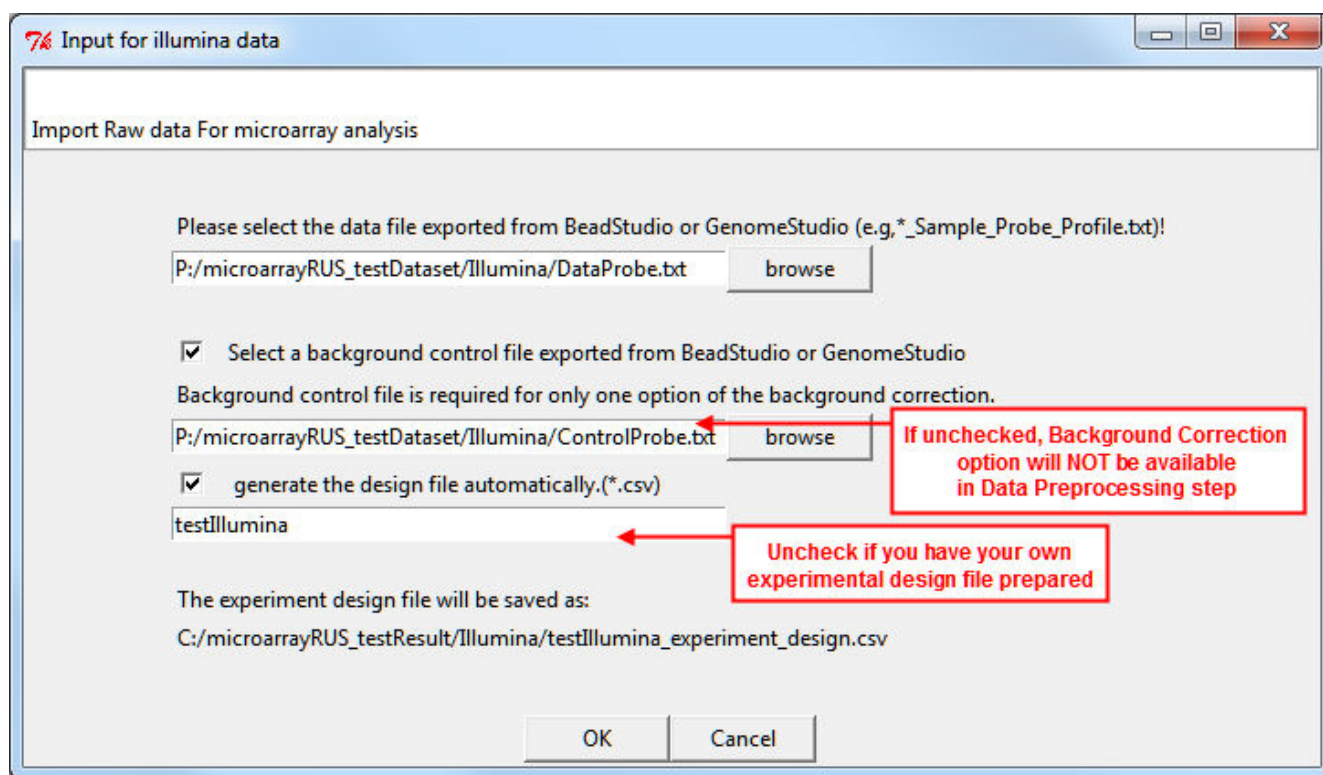 Input for illumina data
Import Raw data For microarray analysis
Please select the data file exported from BeadStudio or GenomeStudio (e.g,*_Sample_Probe_Profile.txt)!
P:/microarrayRUS_testDataset/Illumina/DataProbe.txt
browse
Select a background control file exported from BeadStudio or GenomeStudio
Background control file is required for only one option of the background correction.
P:/microarrayRUS_testDataset/Illumina/ControlProbe.txt
browse
If unchecked, Background Correction
option will NOT be available
in Data Preprocessing step
generate the design file automatically.(*.csv)
testIllumina
Uncheck if you have your own
experimental design file prepared
The experiment design file will be saved as:
C:/microarrayRUS_testResult/Illumina/testIllumina_experiment_design.csv
OK
Cancel